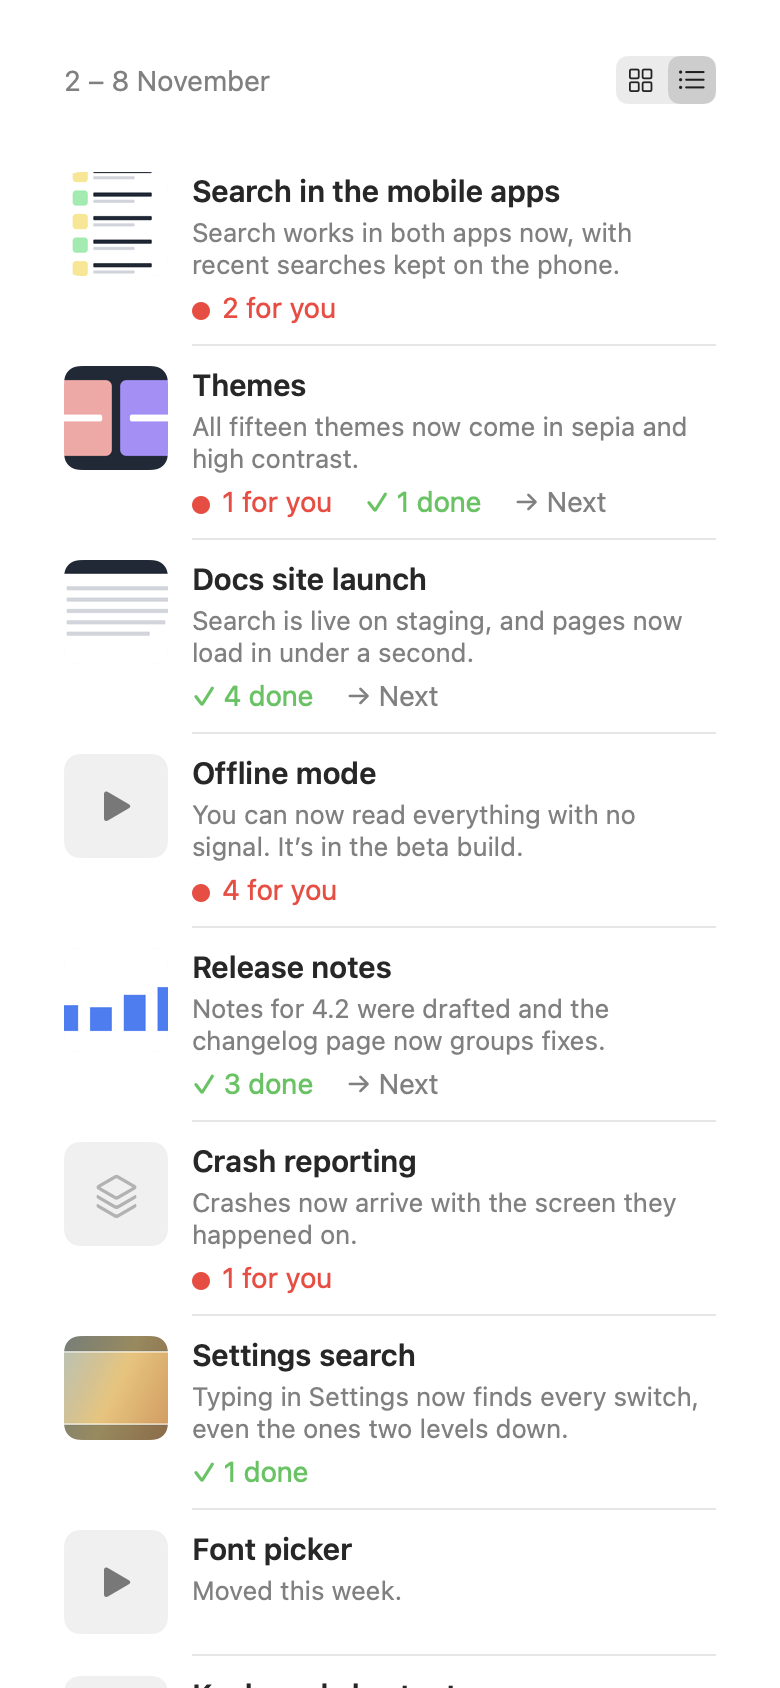 2 – 8 November
Search in the mobile apps
Search works in both apps now, with
recent searches kept on the phone.
2 for you
Themes
All fifteen themes now come in sepia and
high contrast.
1 for you ✓ 1 done → Next
Docs site launch
Search is live on staging, and pages now
load in under a second.
✓ 4 done → Next
Offline mode
You can now read everything with no
signal. It’s in the beta build.
4 for you
Release notes
Notes for 4.2 were drafted and the
changelog page now groups fixes.
✓ 3 done → Next
Crash reporting
Crashes now arrive with the screen they
happened on.
1 for you
Settings search
Typing in Settings now finds every switch,
even the ones two levels down.
✓ 1 done
Font picker
Moved this week.